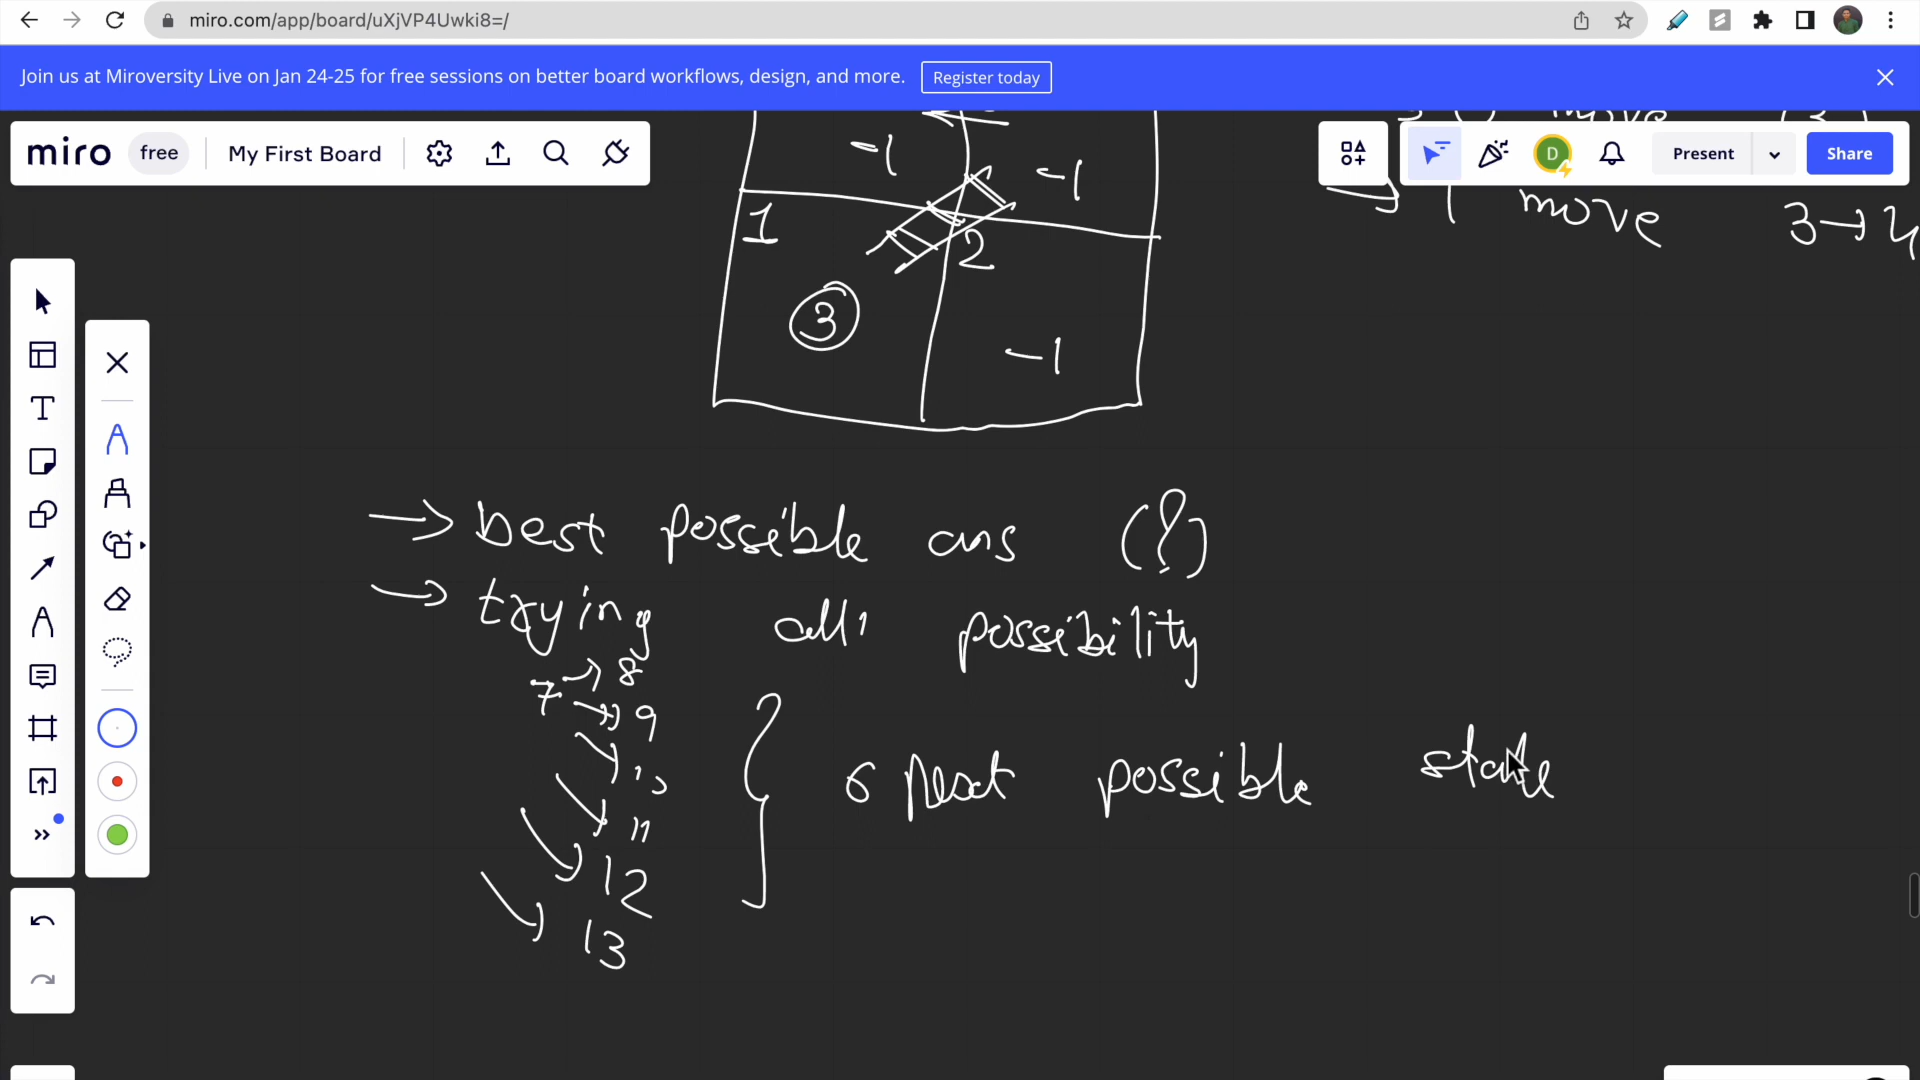 miro.com/app/board/uXjVP4Uwki8=/
Join us at Miroversity Live on Jan 24-25 for free sessions on better board workflows, design, and more. Register today
miro free My First Board
D Present Share
move
-1 -1
→ 1 move 3→4
1 2
3
-1
→ best possible ans (?)
→ trying all possibility
7 → 8
→ 9
→ 10
→ 11
→ 12
→ 13
6 next possible state